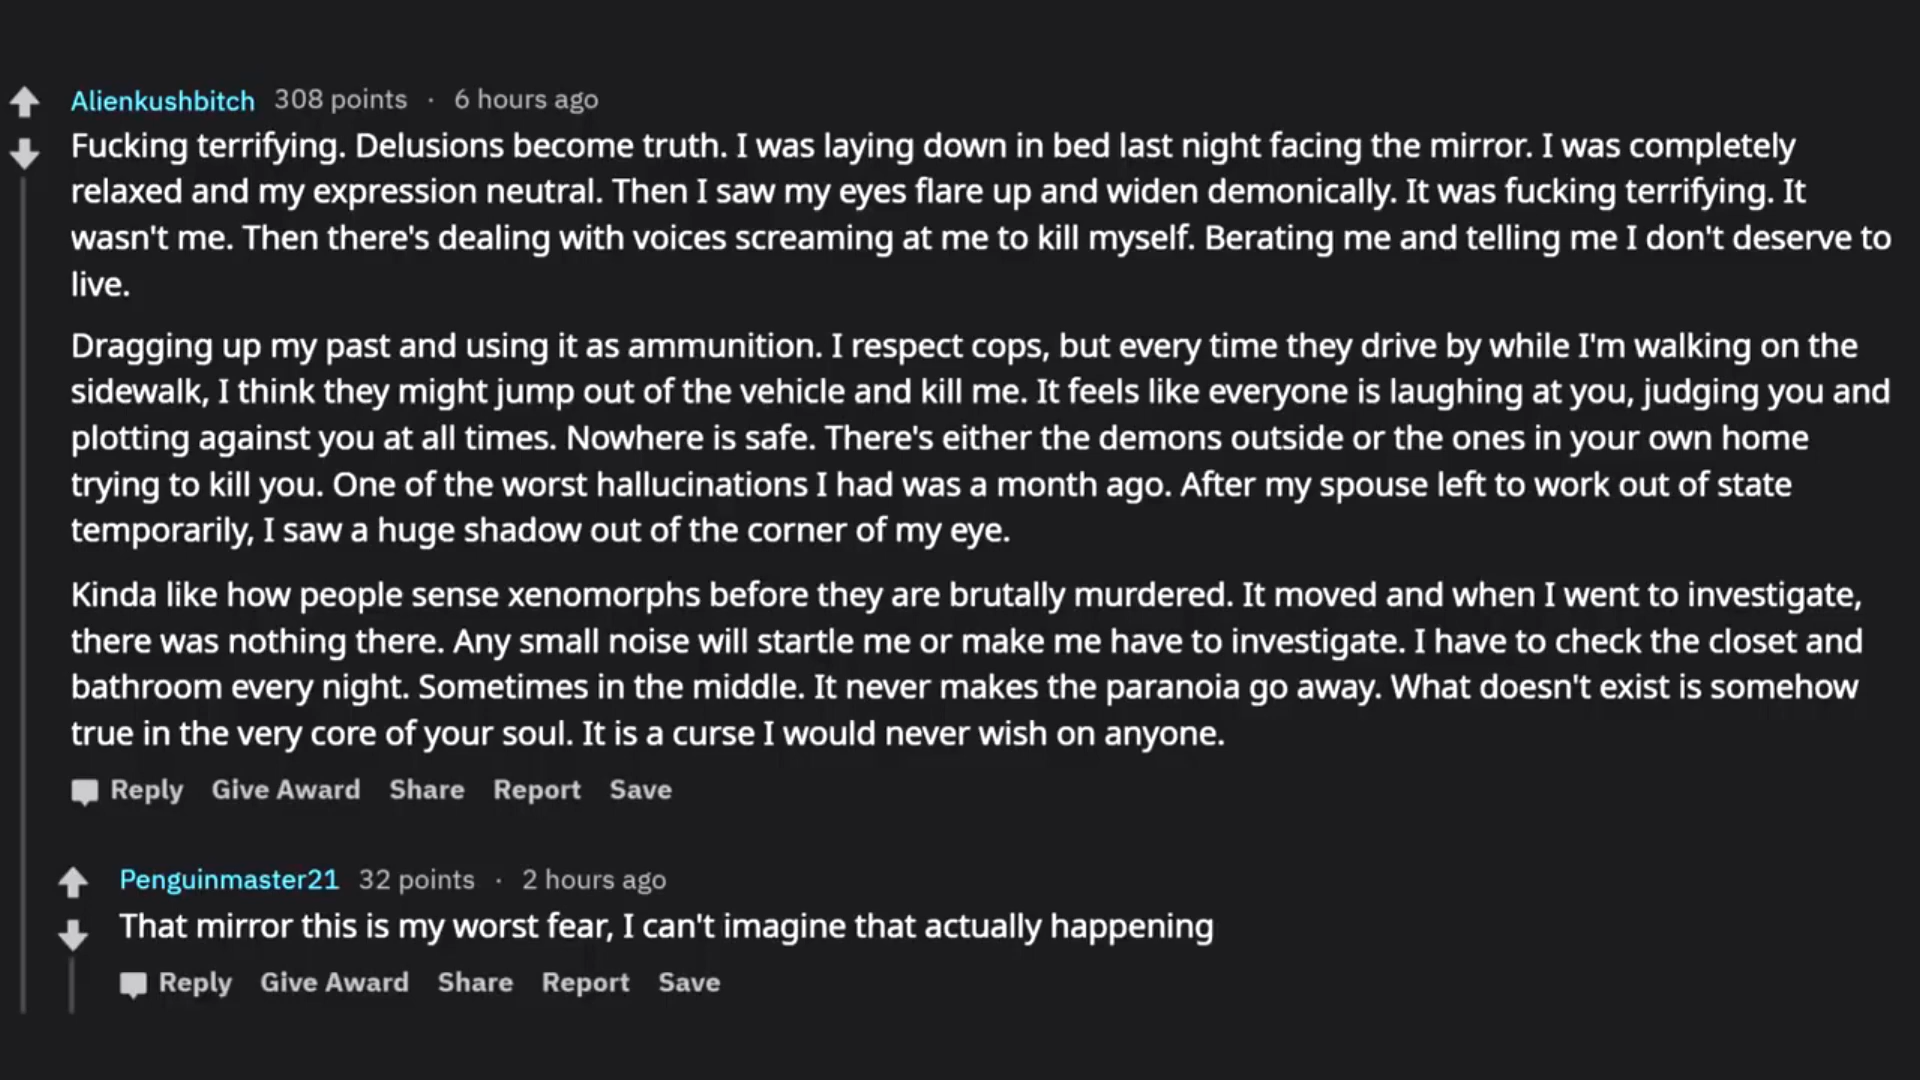 Alienkushbitch 308 points · 6 hours ago
Fucking terrifying. Delusions become truth. I was laying down in bed last night facing the mirror. I was completely
relaxed and my expression neutral. Then I saw my eyes flare up and widen demonically. It was fucking terrifying. It
wasn't me. Then there's dealing with voices screaming at me to kill myself. Berating me and telling me I don't deserve to
live.
Dragging up my past and using it as ammunition. I respect cops, but every time they drive by while I'm walking on the
sidewalk, I think they might jump out of the vehicle and kill me. It feels like everyone is laughing at you, judging you and
plotting against you at all times. Nowhere is safe. There's either the demons outside or the ones in your own home
trying to kill you. One of the worst hallucinations I had was a month ago. After my spouse left to work out of state
temporarily, I saw a huge shadow out of the corner of my eye.
Kinda like how people sense xenomorphs before they are brutally murdered. It moved and when I went to investigate,
there was nothing there. Any small noise will startle me or make me have to investigate. I have to check the closet and
bathroom every night. Sometimes in the middle. It never makes the paranoia go away. What doesn't exist is somehow
true in the very core of your soul. It is a curse I would never wish on anyone.
Reply Give Award Share Report Save
Penguinmaster21 32 points · 2 hours ago
That mirror this is my worst fear, I can't imagine that actually happening
Reply Give Award Share Report Save